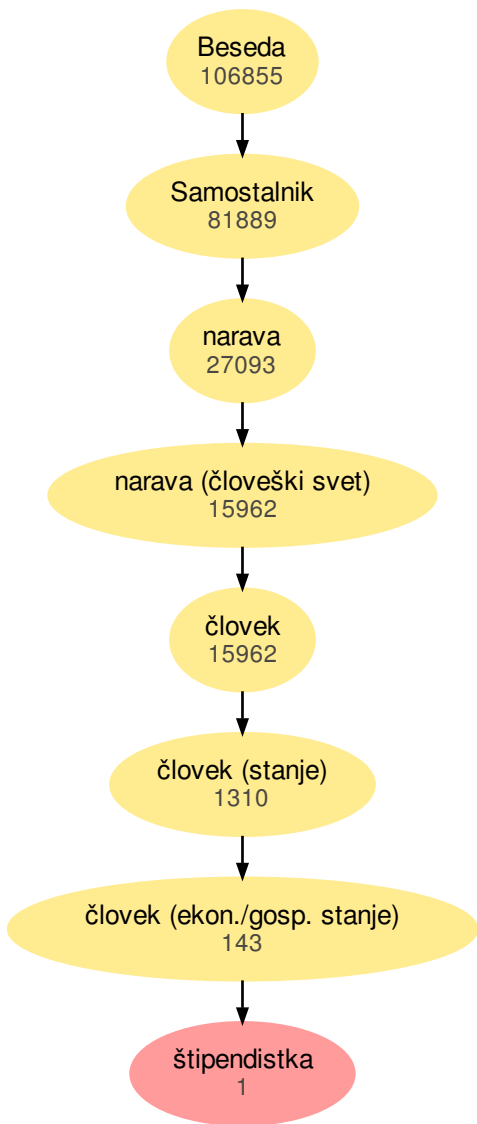 Beseda
106855
Samostalnik
81889
narava
27093
narava (človeški svet)
15962
človek
15962
človek (stanje)
1310
človek (ekon./gosp. stanje)
143
štipendistka
1